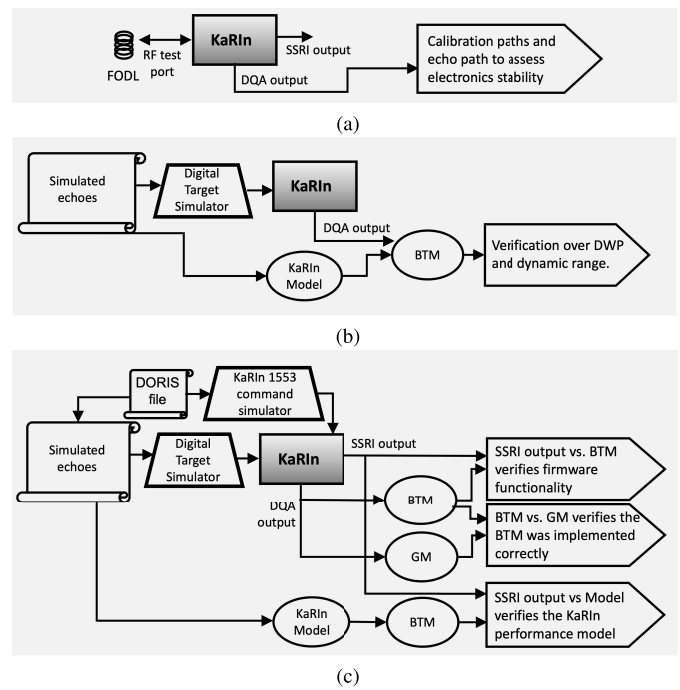 KaRIn
SSRI output
RF test
port
FODL
DQA output
Calibration paths and
echo path to assess
electronics stability
(a)
Simulated
echoes
Digital
Target
Simulator
KaRIn
DQA output
KaRIn
Model
BTM
Verification over DWP
and dynamic range.
(b)
DORIS
file
KaRIn 1553
command
simulator
Simulated
echoes
Digital
Target
Simulator
KaRIn
SSRI output
DQA
output
BTM
GM
SSRI output vs. BTM
verifies firmware
functionality
BTM vs. GM verifies the
BTM was implemented
correctly
KaRIn
Model
BTM
SSRI output vs Model
verifies the KaRIn
performance model
(c)